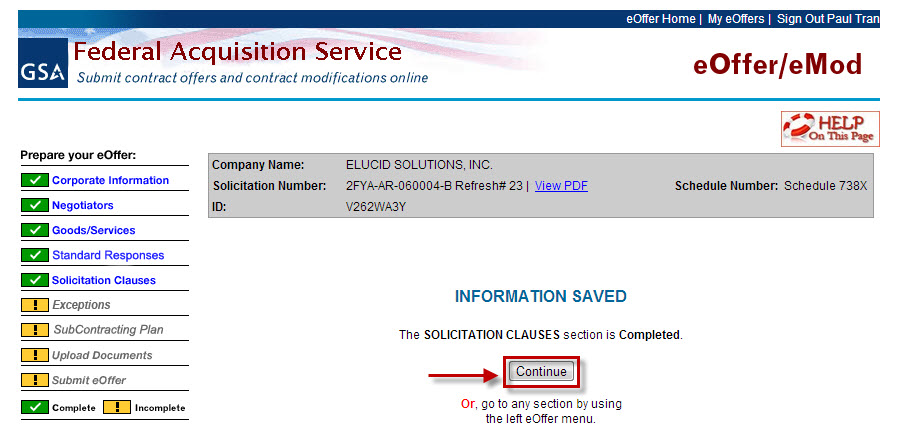 eOffer Home | My eOffers | Sign Out Paul Tran
GSA
Federal Acquisition Service
Submit contract offers and contract modifications online
eOffer/eMod
HELP
On This Page
Prepare your eOffer:
Corporate Information
Negotiators
Goods/Services
Standard Responses
Solicitation Clauses
Exceptions
SubContracting Plan
Upload Documents
Submit eOffer
Complete Incomplete
Company Name: ELUCID SOLUTIONS, INC.
Solicitation Number: 2FYA-AR-060004-B Refresh# 23 | View PDF Schedule Number: Schedule 738X
ID: V262WA3Y
INFORMATION SAVED
The SOLICITATION CLAUSES section is Completed.
Continue
Or, go to any section by using
the left eOffer menu.